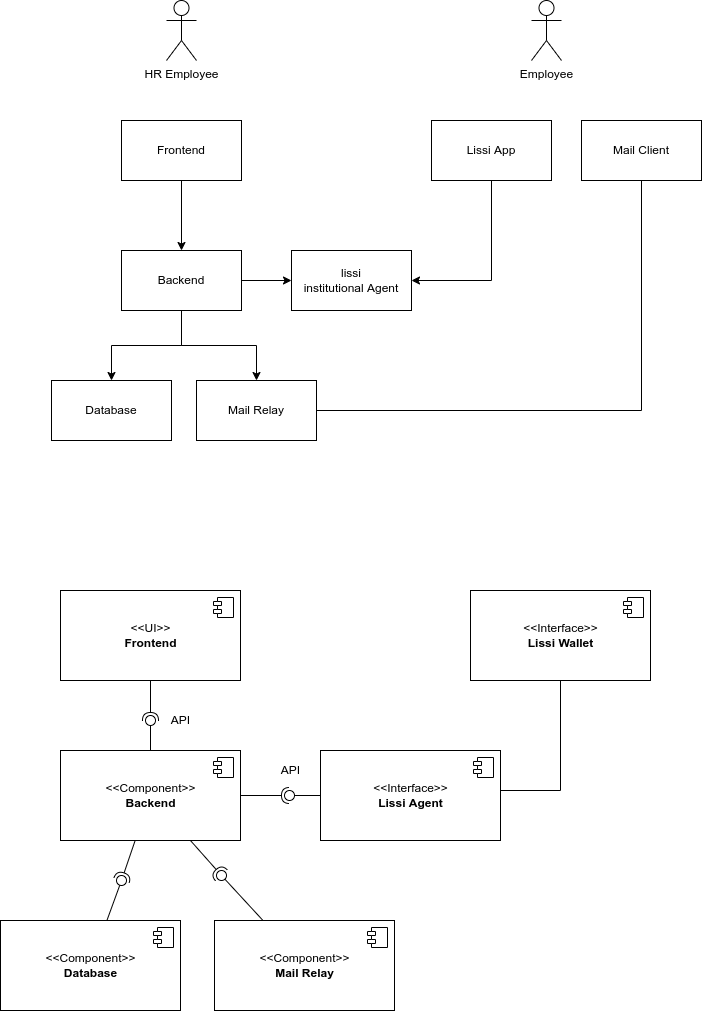 HR Employee
Employee
Frontend
Lissi App
Mail Client
Backend
lissi
institutional Agent
Database
Mail Relay
<<UI>>
Frontend
<<Interface>>
Lissi Wallet
API
<<Component>>
Backend
API
<<Interface>>
Lissi Agent
<<Component>>
Database
<<Component>>
Mail Relay